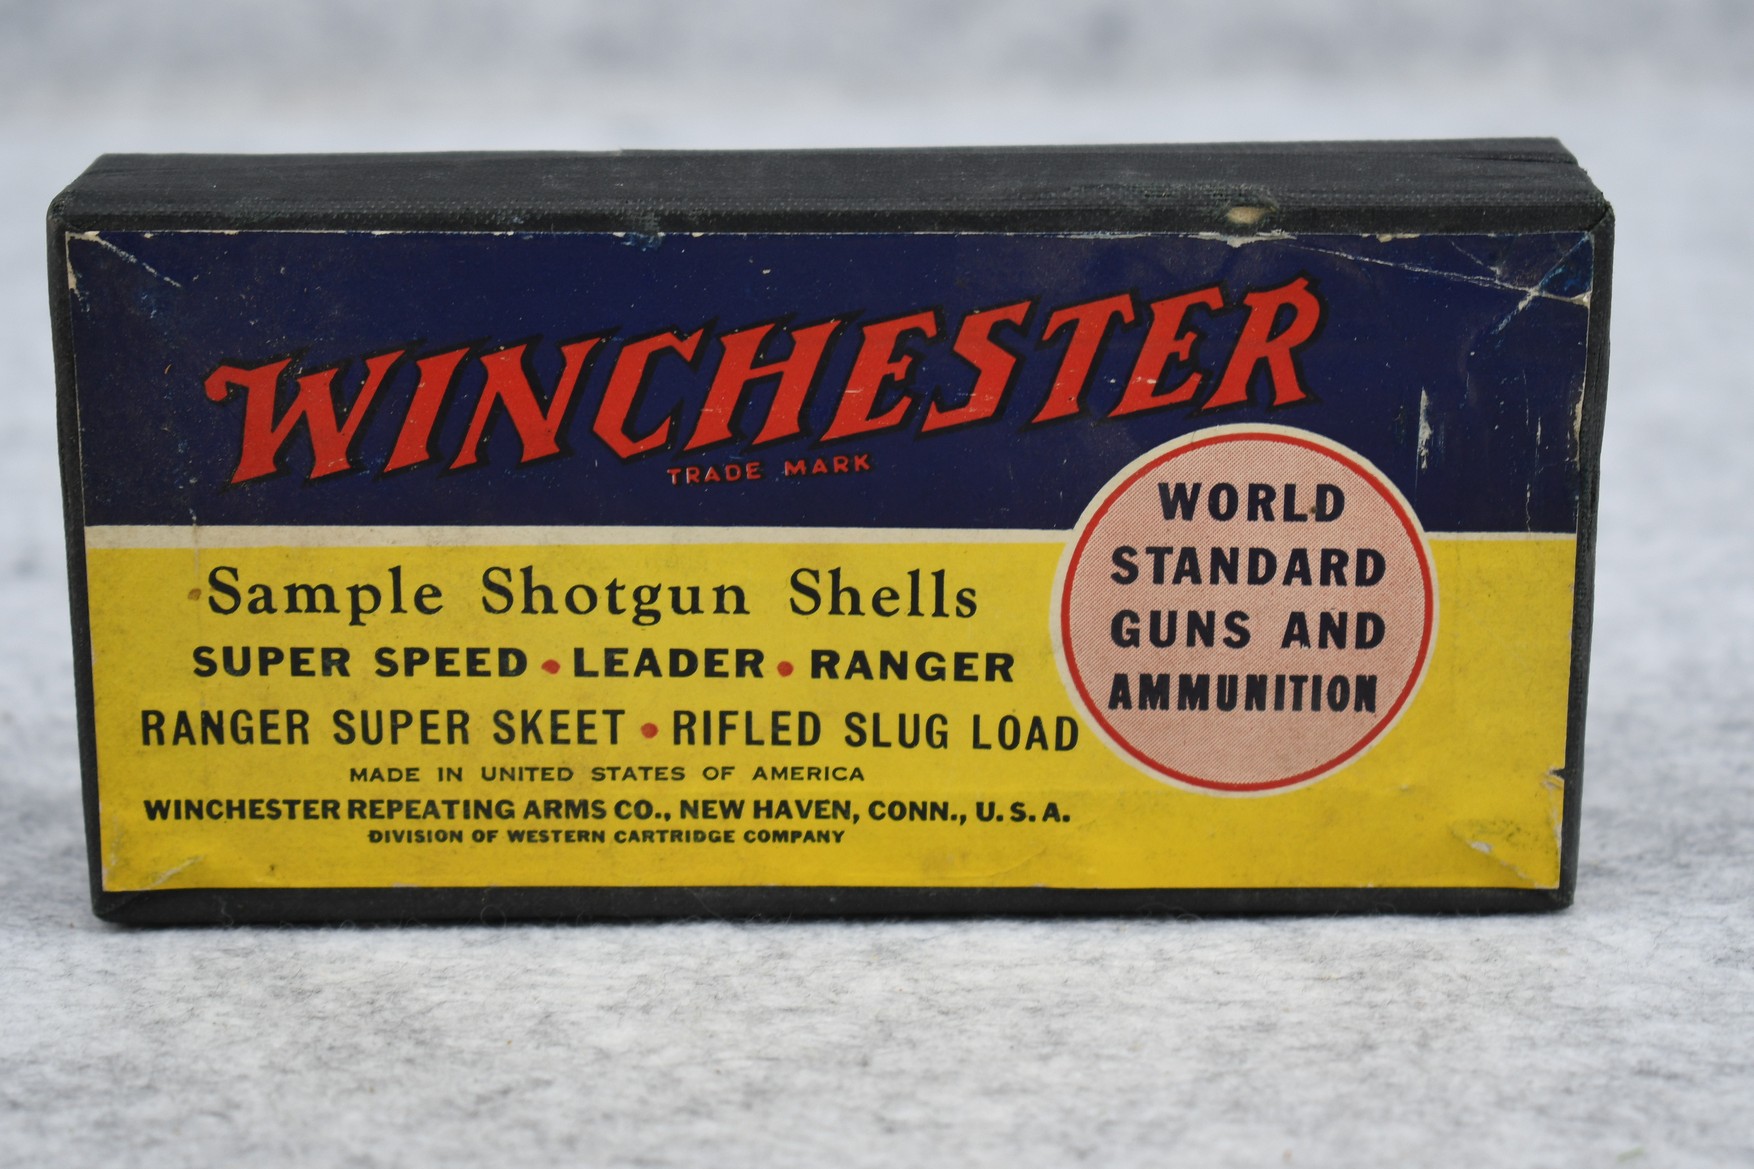 WINCHESTER
TRADE MARK
Sample Shotgun Shells
SUPER SPEED • LEADER • RANGER
RANGER SUPER SKEET • RIFLED SLUG LOAD
MADE IN UNITED STATES OF AMERICA
WINCHESTER REPEATING ARMS CO., NEW HAVEN, CONN., U.S.A.
DIVISION OF WESTERN CARTRIDGE COMPANY
WORLD
STANDARD
GUNS AND
AMMUNITION